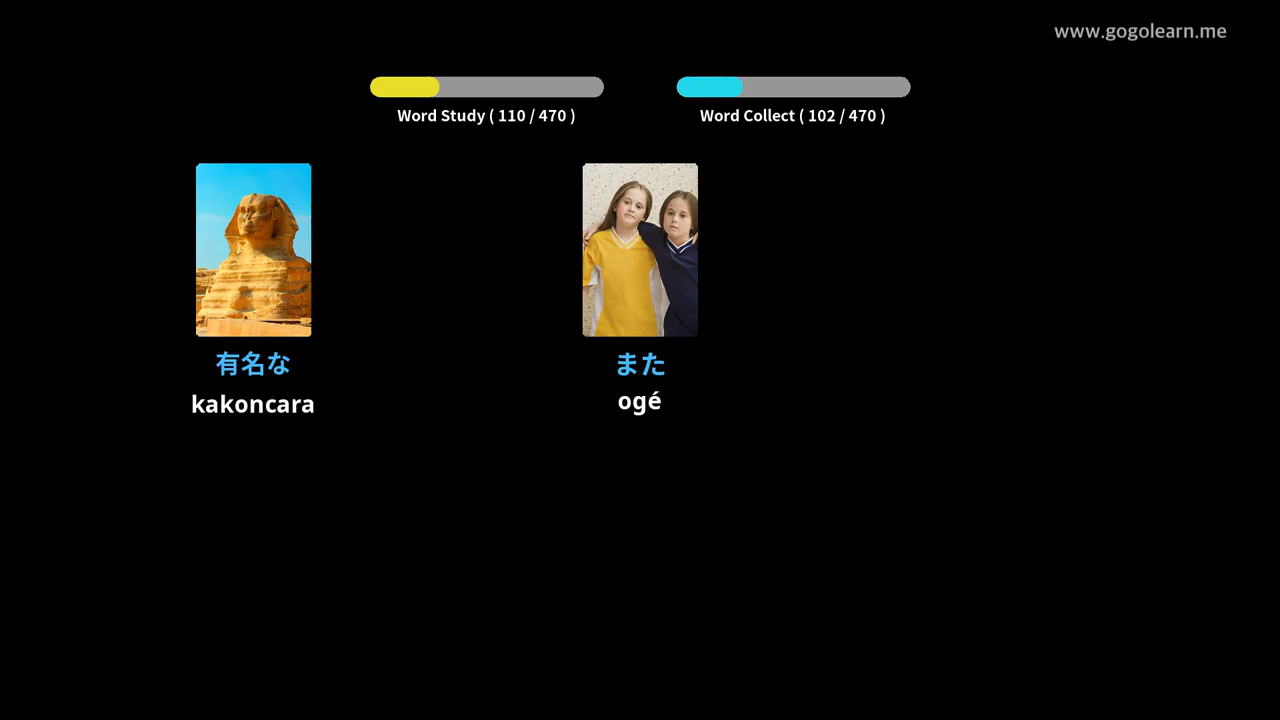 www.gogolearn.me
Word Study ( 110 / 470 )
Word Collect ( 102 / 470 )
有名な
kakoncara
また
ogé